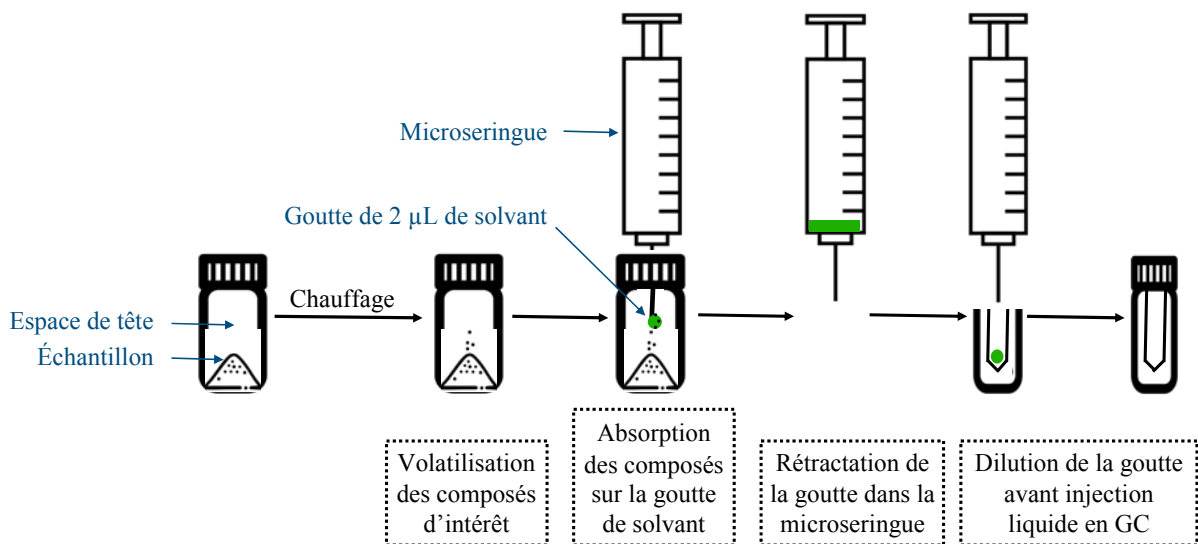 Microseringue
Goutte de 2 µL de solvant
Espace de tête
Échantillon
Chauffage
Volatilisation
des composés
d’intérêt
Absorption
des composés
sur la goutte
de solvant
Rétractation de
la goutte dans la
microseringue
Dilution de la goutte
avant injection
liquide en GC